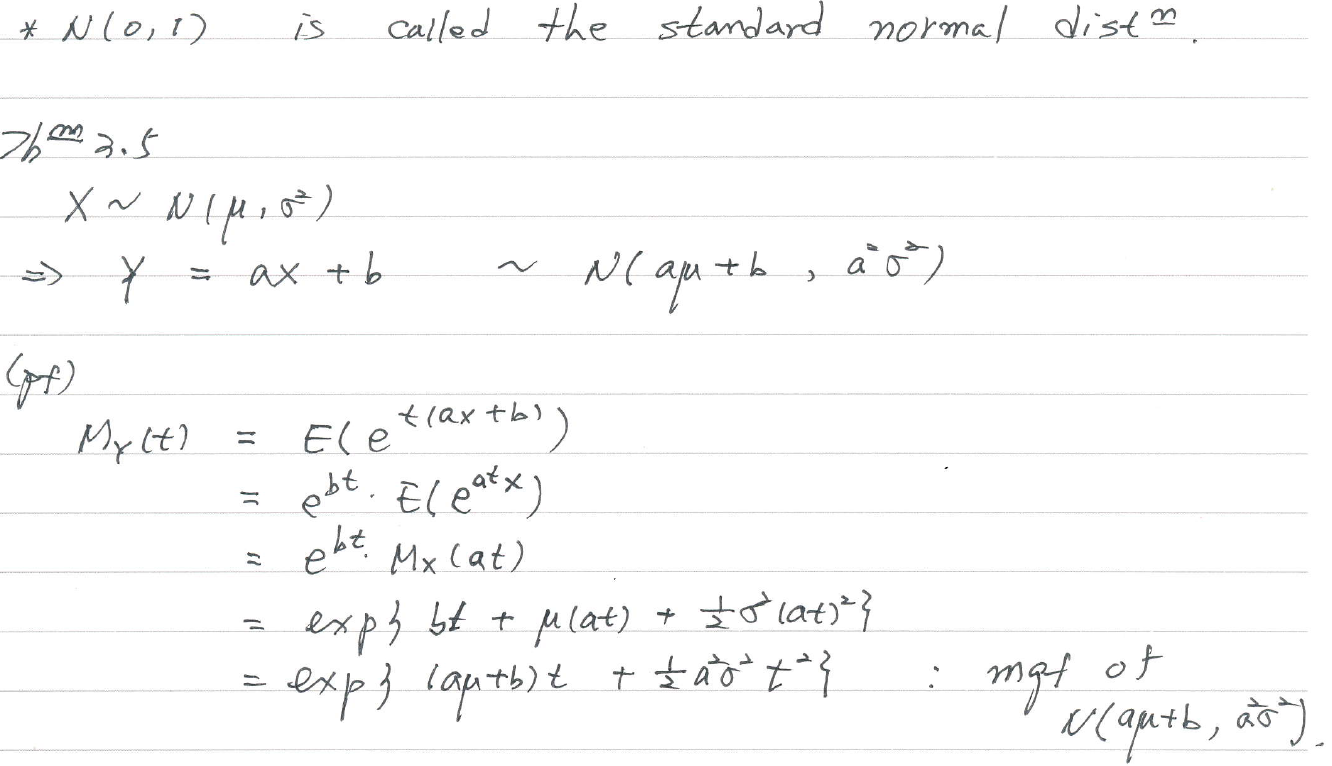 * N(0,1) is called the standard normal distⁿ.
Thᵐ 3.5
X ~ N(μ, σ²)
⇒ Y = aX + b ~ N(aμ + b, a²σ²)
(pf)
M_Y(t) = E(e^{t(aX+b)})
= e^{bt} · E(e^{atX})
= e^{bt} · M_X(at)
= exp{ bt + μ(at) + ½σ²(at)² }
= exp{ (aμ+b)t + ½a²σ²t² } : mgf of
N(aμ+b, a²σ²).